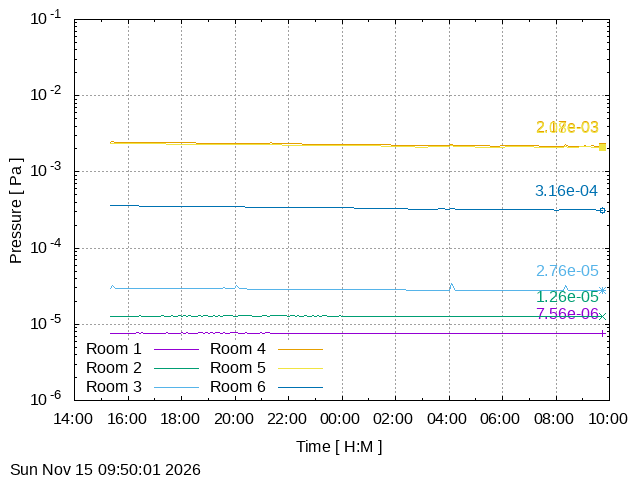 10^-1
10^-2
10^-3
10^-4
10^-5
10^-6
Pressure [ Pa ]
2.17e-03
3.16e-04
2.76e-05
1.26e-05
7.56e-06
Room 1 Room 4
Room 2 Room 5
Room 3 Room 6
14:00 16:00 18:00 20:00 22:00 00:00 02:00 04:00 06:00 08:00 10:00
Time [ H:M ]
Sun Nov 15 09:50:01 2026